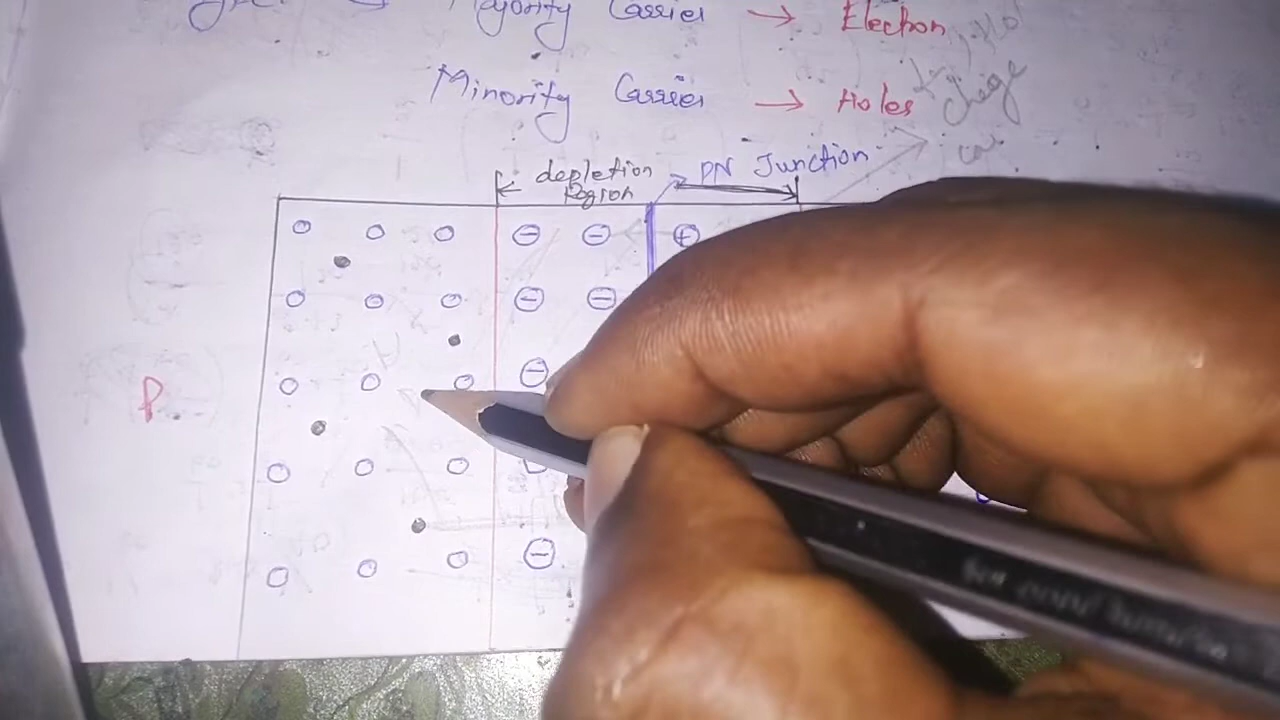 Majority Carrier → Electron
Minority Carrier → Holes
depletion
Region
PN Junction
P